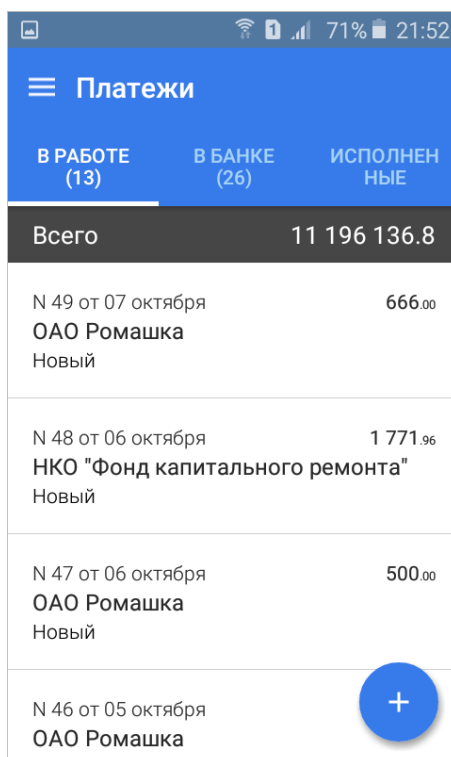 1 71% 21:52
Платежи
В РАБОТЕ
(13)
В БАНКЕ
(26)
ИСПОЛНЕН
НЫЕ
Всего 11 196 136.8
N 49 от 07 октября 666.00
ОАО Ромашка
Новый
N 48 от 06 октября 1 771.96
НКО "Фонд капитального ремонта"
Новый
N 47 от 06 октября 500.00
ОАО Ромашка
Новый
N 46 от 05 октября
ОАО Ромашка
+